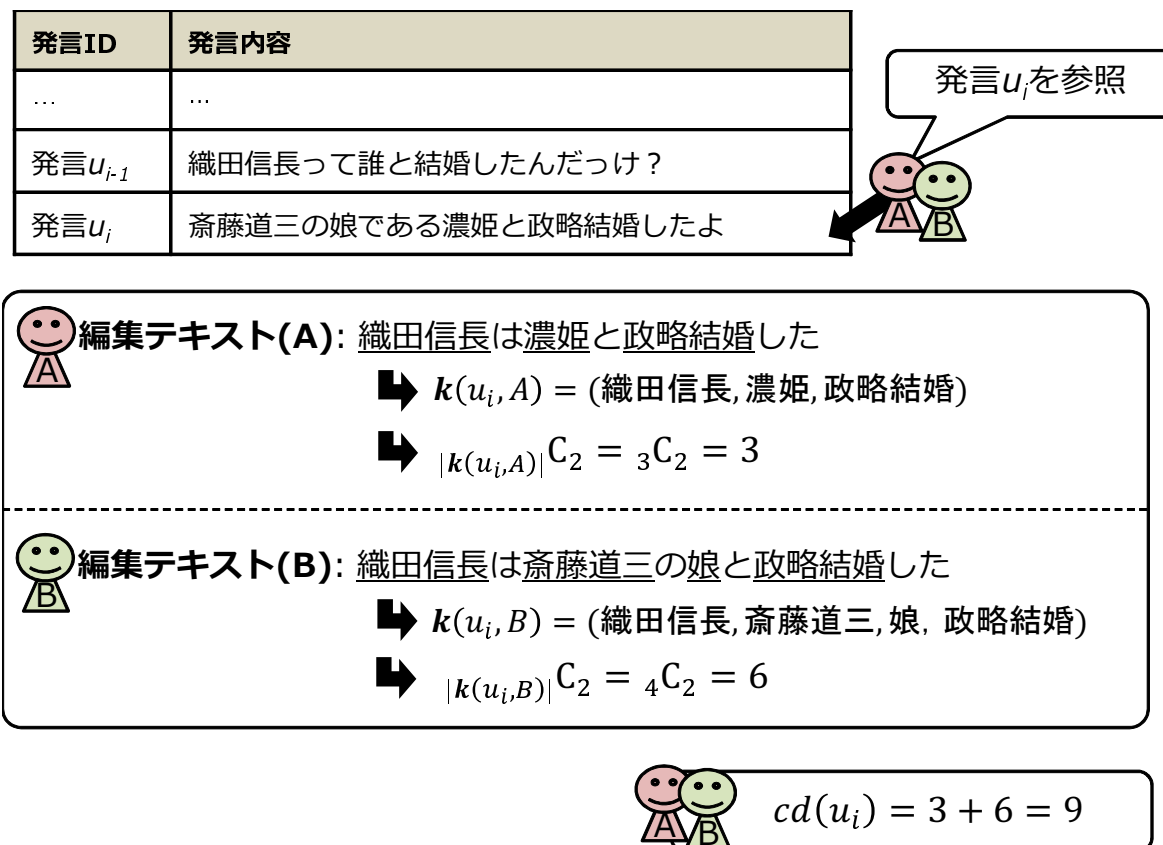 発言ID 発言内容
… …
発言u_{i-1} 織田信長って誰と結婚したんだっけ？
発言u_i 斎藤道三の娘である濃姫と政略結婚したよ
発言u_iを参照
A B
A
編集テキスト(A): 織田信長は濃姫と政略結婚した
k(u_i, A) = (織田信長, 濃姫, 政略結婚)
|k(u_i,A)|C_2 = _3C_2 = 3
B
編集テキスト(B): 織田信長は斎藤道三の娘と政略結婚した
k(u_i, B) = (織田信長, 斎藤道三, 娘, 政略結婚)
|k(u_i,B)|C_2 = _4C_2 = 6
A B
cd(u_i) = 3 + 6 = 9